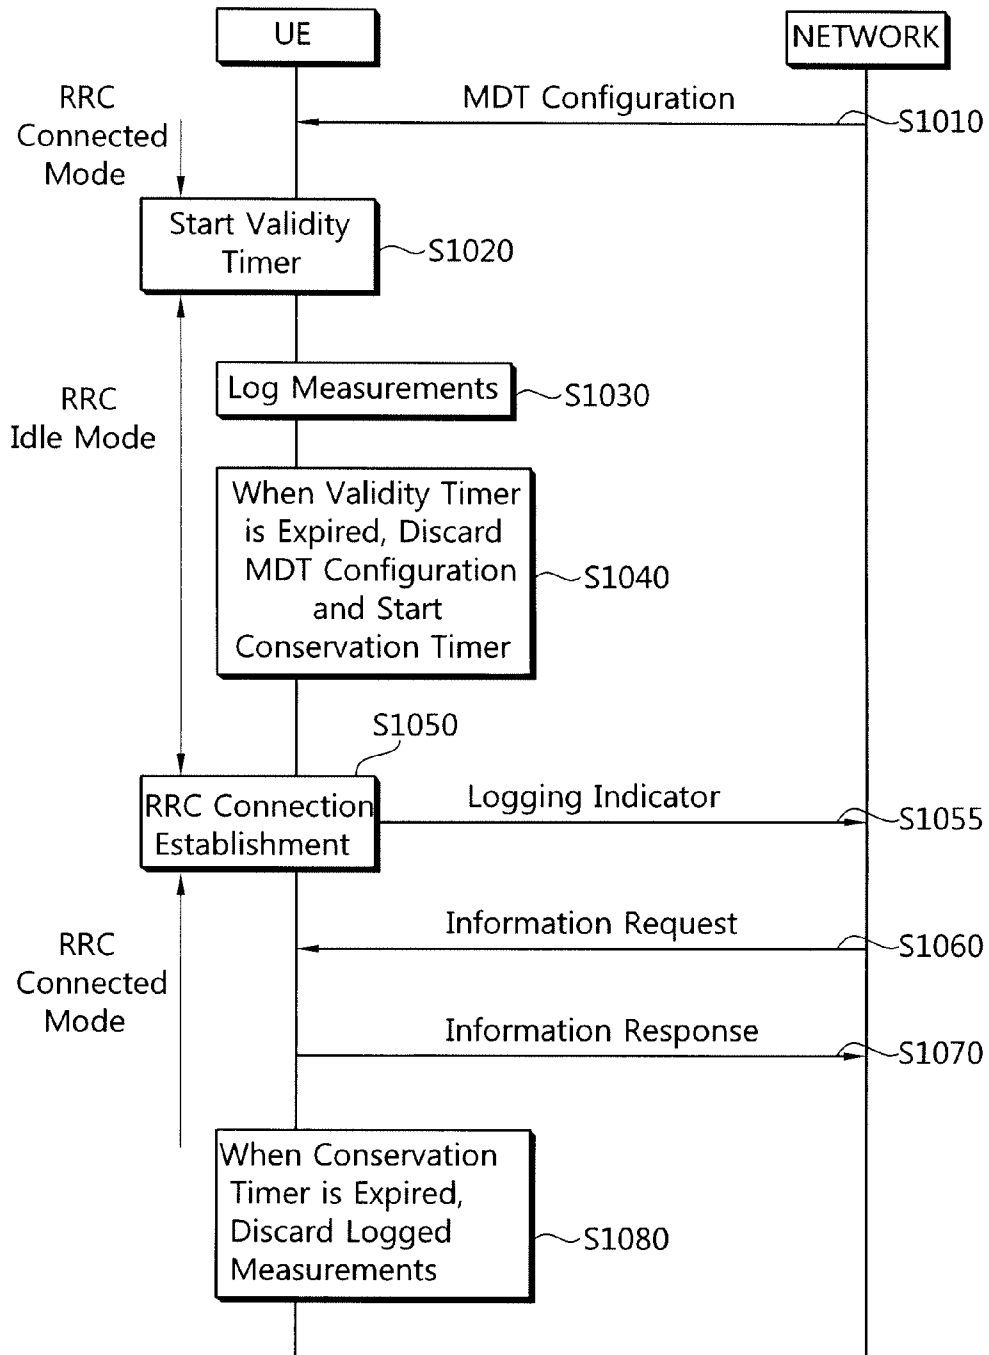 UE
NETWORK
RRC
Connected
Mode
MDT Configuration
S1010
Start Validity
Timer
S1020
Log Measurements
S1030
RRC
Idle Mode
When Validity Timer
is Expired, Discard
MDT Configuration
and Start
Conservation Timer
S1040
S1050
RRC Connection
Establishment
Logging Indicator
S1055
Information Request
S1060
RRC
Connected
Mode
Information Response
S1070
When Conservation
Timer is Expired,
Discard Logged
Measurements
S1080